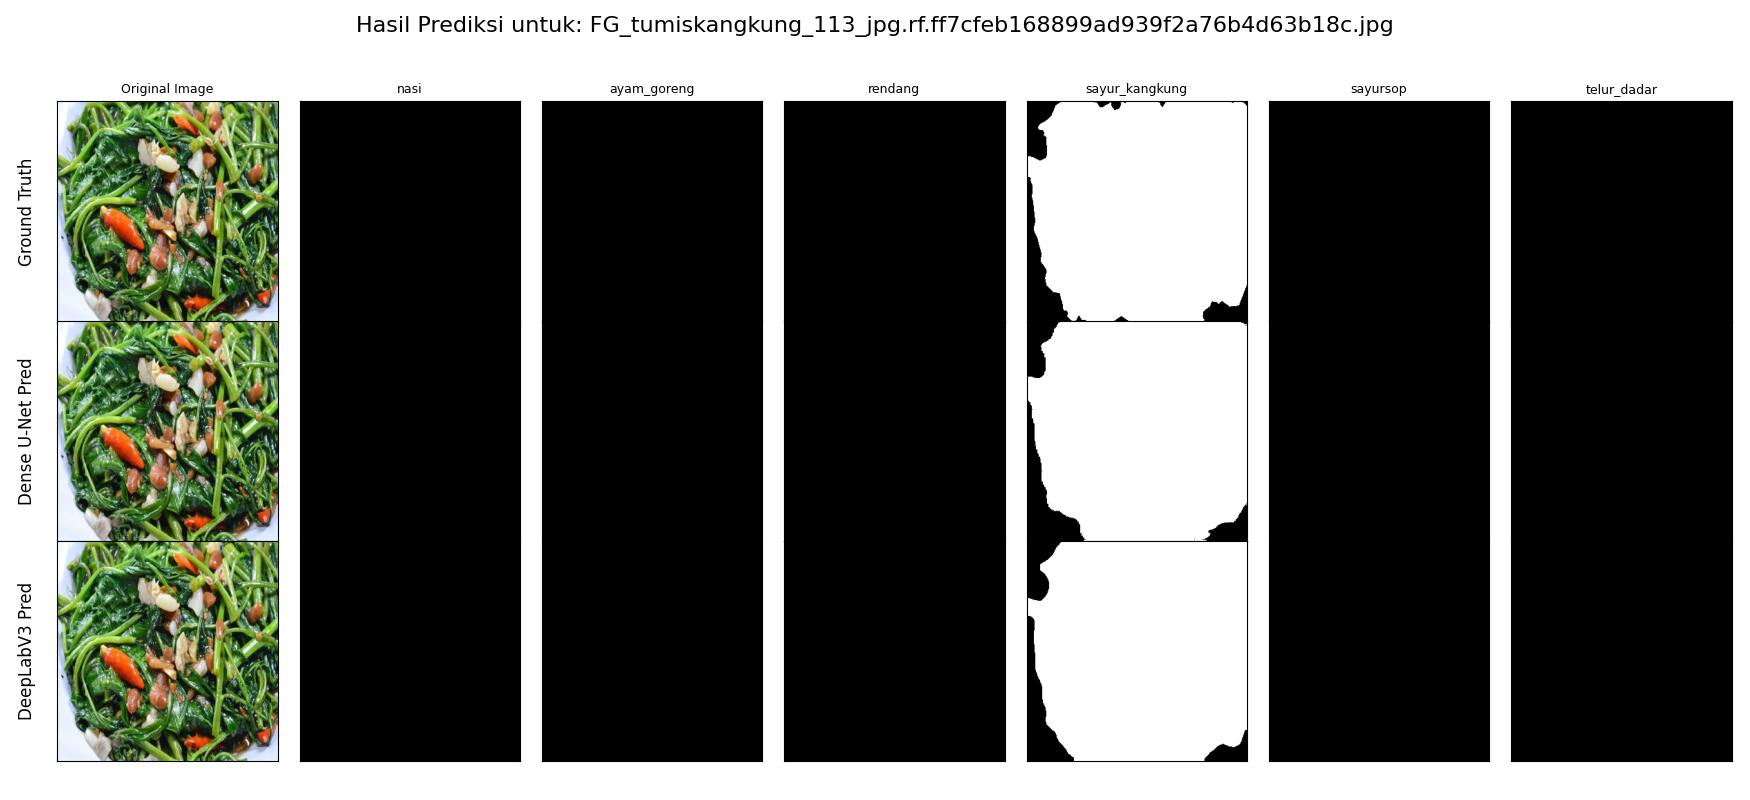 Hasil Prediksi untuk: FG_tumiskangkung_113_jpg.rf.ff7cfeb168899ad939f2a76b4d63b18c.jpg
Original Image
nasi
ayam_goreng
rendang
sayur_kangkung
sayursop
telur_dadar
Ground Truth
Dense U-Net Pred
DeepLabV3 Pred